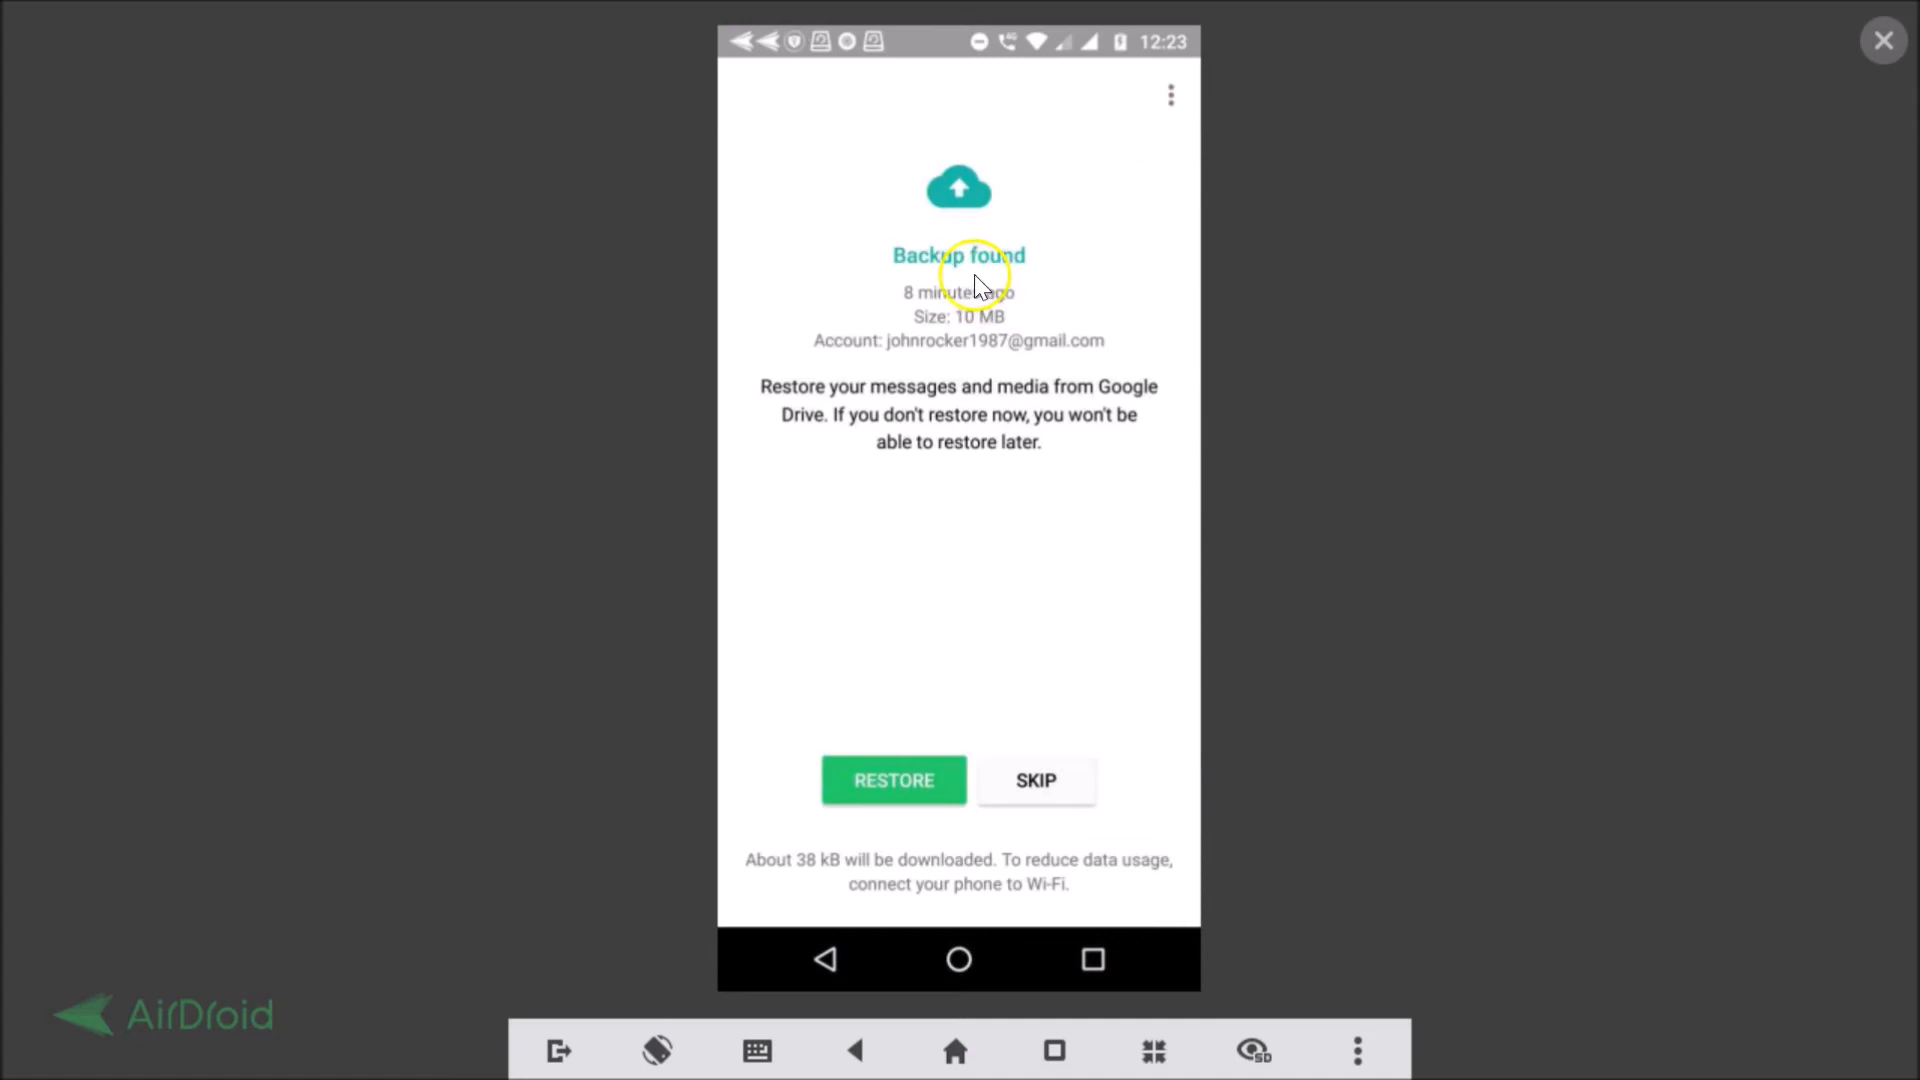 12:23
Backup found
8 minutes ago
Size: 10 MB
Account: johnrocker1987@gmail.com
Restore your messages and media from Google
Drive. If you don't restore now, you won't be
able to restore later.
RESTORE
SKIP
About 38 kB will be downloaded. To reduce data usage,
connect your phone to Wi-Fi.
AirDroid
SD